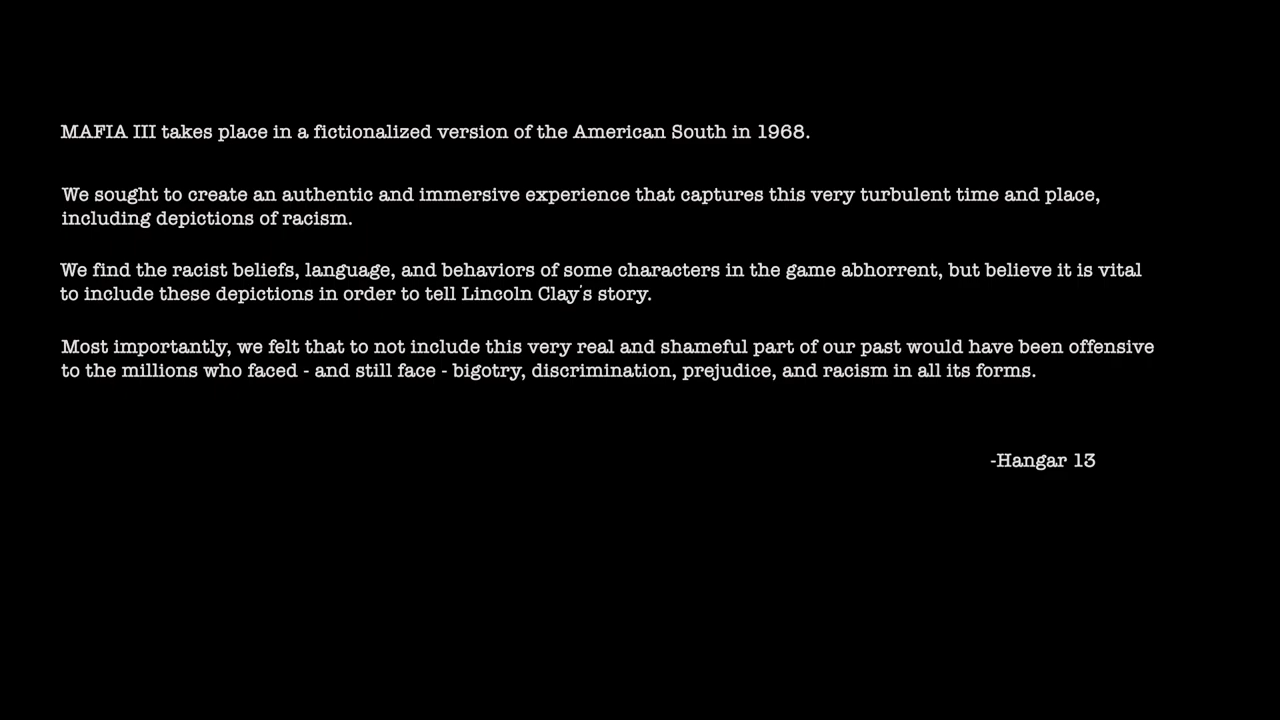 MAFIA III takes place in a fictionalized version of the American South in 1968.
We sought to create an authentic and immersive experience that captures this very turbulent time and place,
including depictions of racism.
We find the racist beliefs, language, and behaviors of some characters in the game abhorrent, but believe it is vital
to include these depictions in order to tell Lincoln Clay's story.
Most importantly, we felt that to not include this very real and shameful part of our past would have been offensive
to the millions who faced - and still face - bigotry, discrimination, prejudice, and racism in all its forms.
-Hangar 13